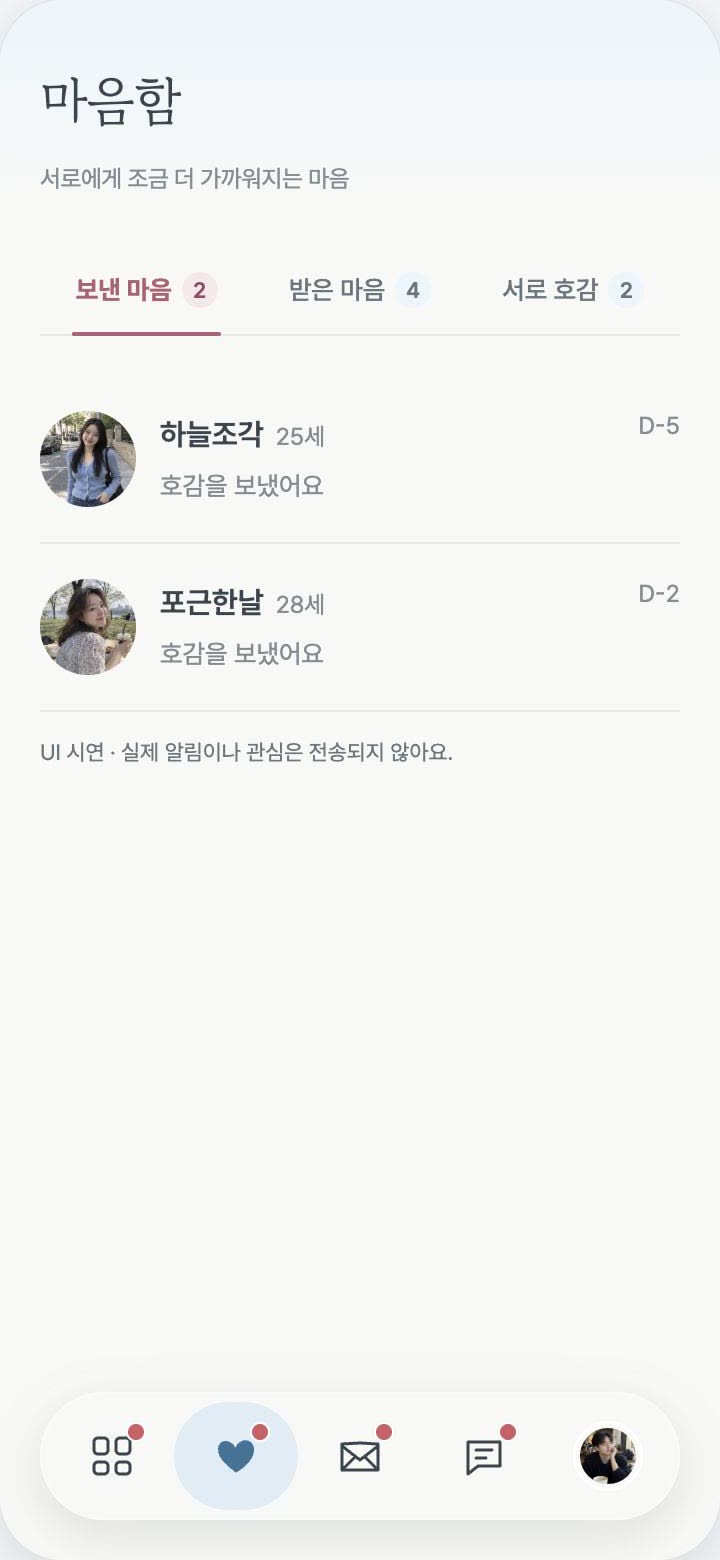 마음함
서로에게 조금 더 가까워지는 마음
보낸 마음 2 받은 마음 4 서로 호감 2
하늘조각 25세 D-5
호감을 보냈어요
포근한날 28세 D-2
호감을 보냈어요
UI 시연 · 실제 알림이나 관심은 전송되지 않아요.